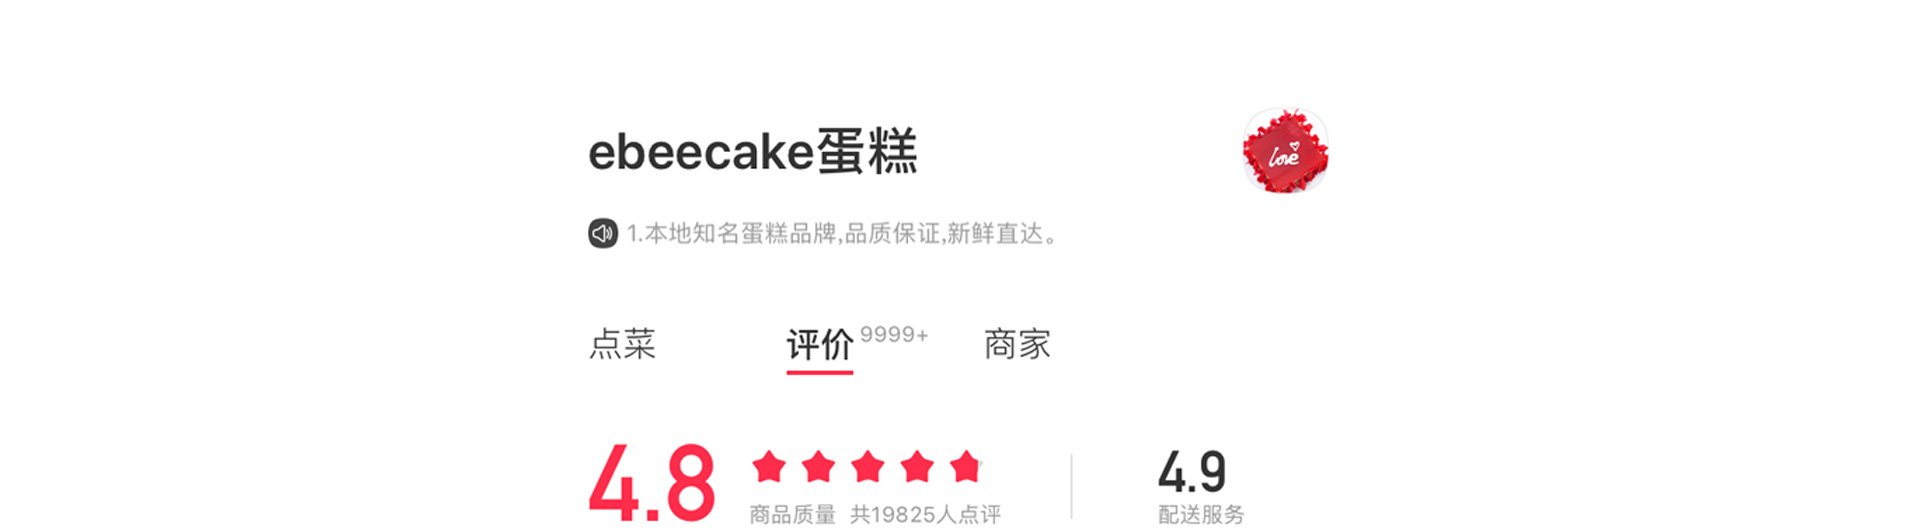 ebeecake蛋糕
love
1.本地知名蛋糕品牌,品质保证,新鲜直达。
点菜 评价 9999+ 商家
4.8 4.9
商品质量 共19825人点评 配送服务